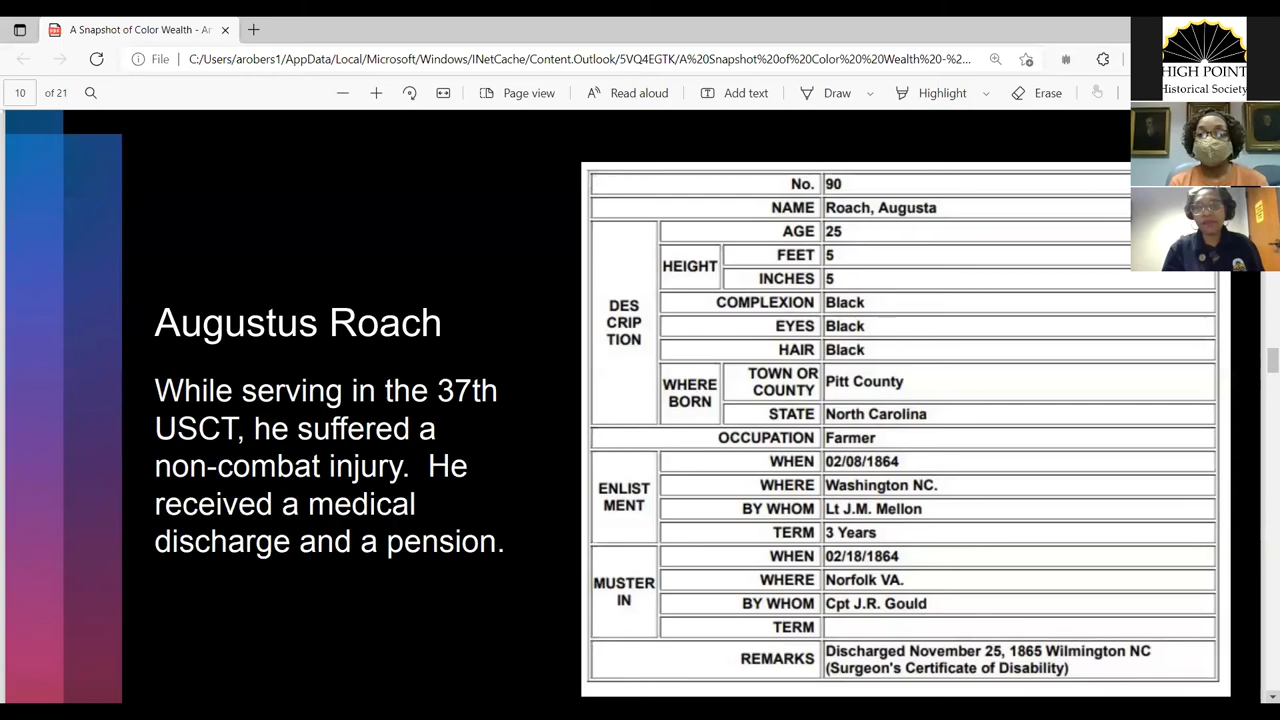 A Snapshot of Color Wealth - Ar
File
C:/Users/arobers1/AppData/Local/Microsoft/Windows/INetCache/Content.Outlook/5VQ4EGTK/A%20Snapshot%20of%20Color%20%20Wealth%20-%2...
10 of 21
Page view
Read aloud
Add text
Draw
Highlight
Erase
HIGH POINT
Historical Society
Augustus Roach
While serving in the 37th
USCT, he suffered a
non-combat injury. He
received a medical
discharge and a pension.
No. 90
NAME Roach, Augusta
DES
CRIP
TION
AGE 25
HEIGHT
FEET 5
INCHES 5
COMPLEXION Black
EYES Black
HAIR Black
WHERE
BORN
TOWN OR
COUNTY Pitt County
STATE North Carolina
OCCUPATION Farmer
ENLIST
MENT
WHEN 02/08/1864
WHERE Washington NC.
BY WHOM Lt J.M. Mellon
TERM 3 Years
MUSTER
IN
WHEN 02/18/1864
WHERE Norfolk VA.
BY WHOM Cpt J.R. Gould
TERM
REMARKS Discharged November 25, 1865 Wilmington NC
(Surgeon's Certificate of Disability)